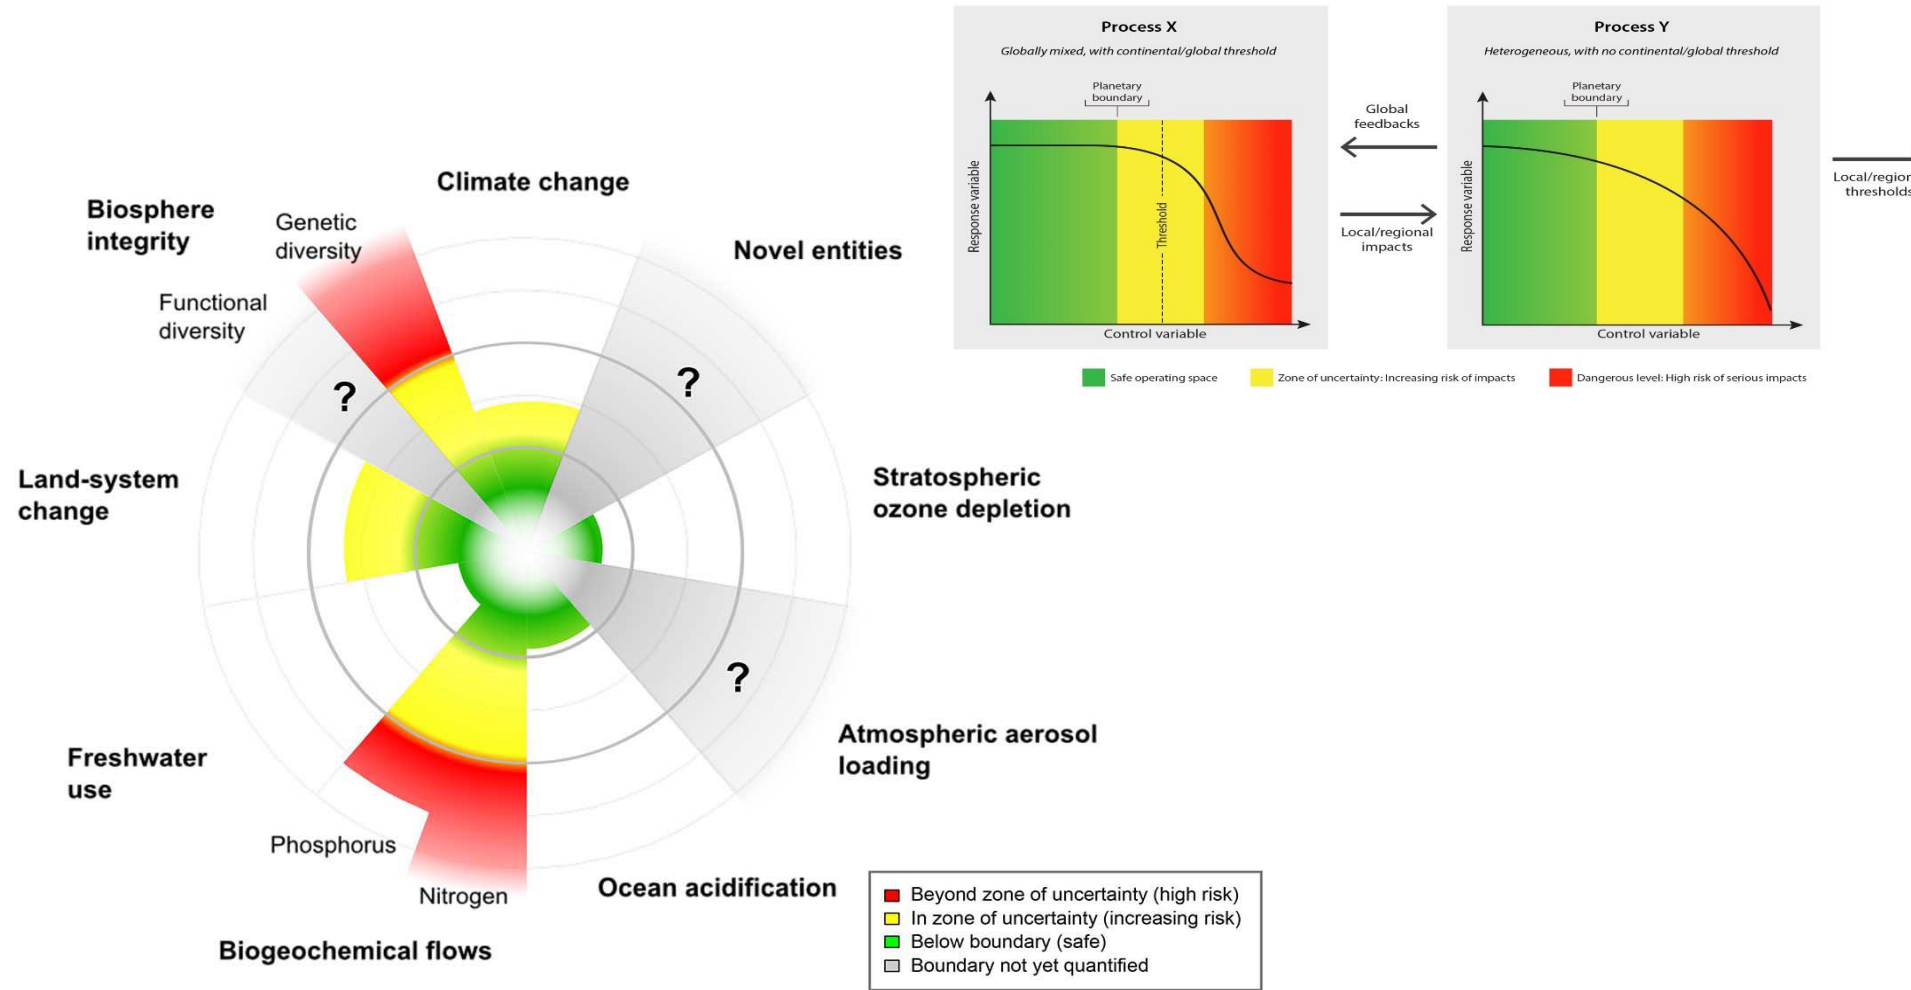 Process X
Globally mixed, with continental/global threshold
Planetary
boundary
Response variable
Threshold
Control variable
Global
feedbacks
Local/regional
impacts
Process Y
Heterogeneous, with no continental/global threshold
Planetary
boundary
Response variable
Control variable
thresholds
Safe operating space
Zone of uncertainty: Increasing risk of impacts
Dangerous level: High risk of serious impacts
Climate change
Biosphere
integrity
Genetic
diversity
Functional
diversity
Novel entities
?
?
Land-system
change
Stratospheric
ozone depletion
?
Freshwater
use
Atmospheric aerosol
loading
Phosphorus
Nitrogen
Ocean acidification
Biogeochemical flows
Beyond zone of uncertainty (high risk)
In zone of uncertainty (increasing risk)
Below boundary (safe)
Boundary not yet quantified